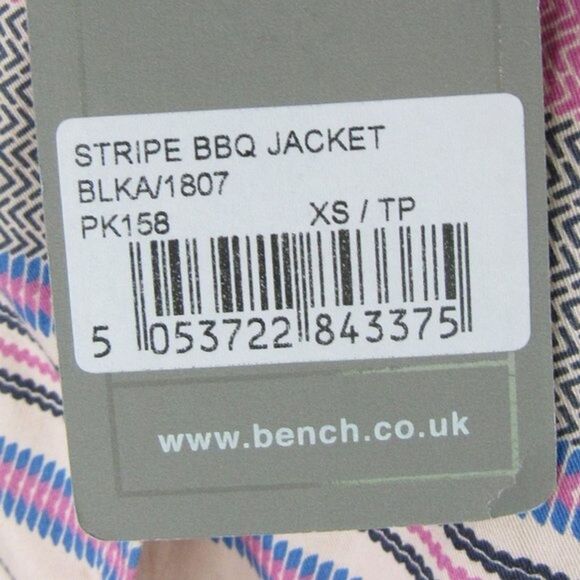 STRIPE BBQ JACKET
BLKA/1807
PK158 XS / TP
5 053722 843375
www.bench.co.uk